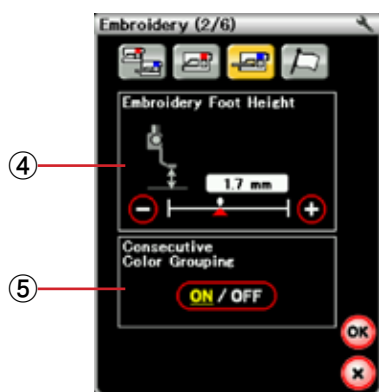 Embroidery (2/6)
Embroidery Foot Height
④
1.7 mm
Consecutive
Color Grouping
⑤
ON / OFF
OK